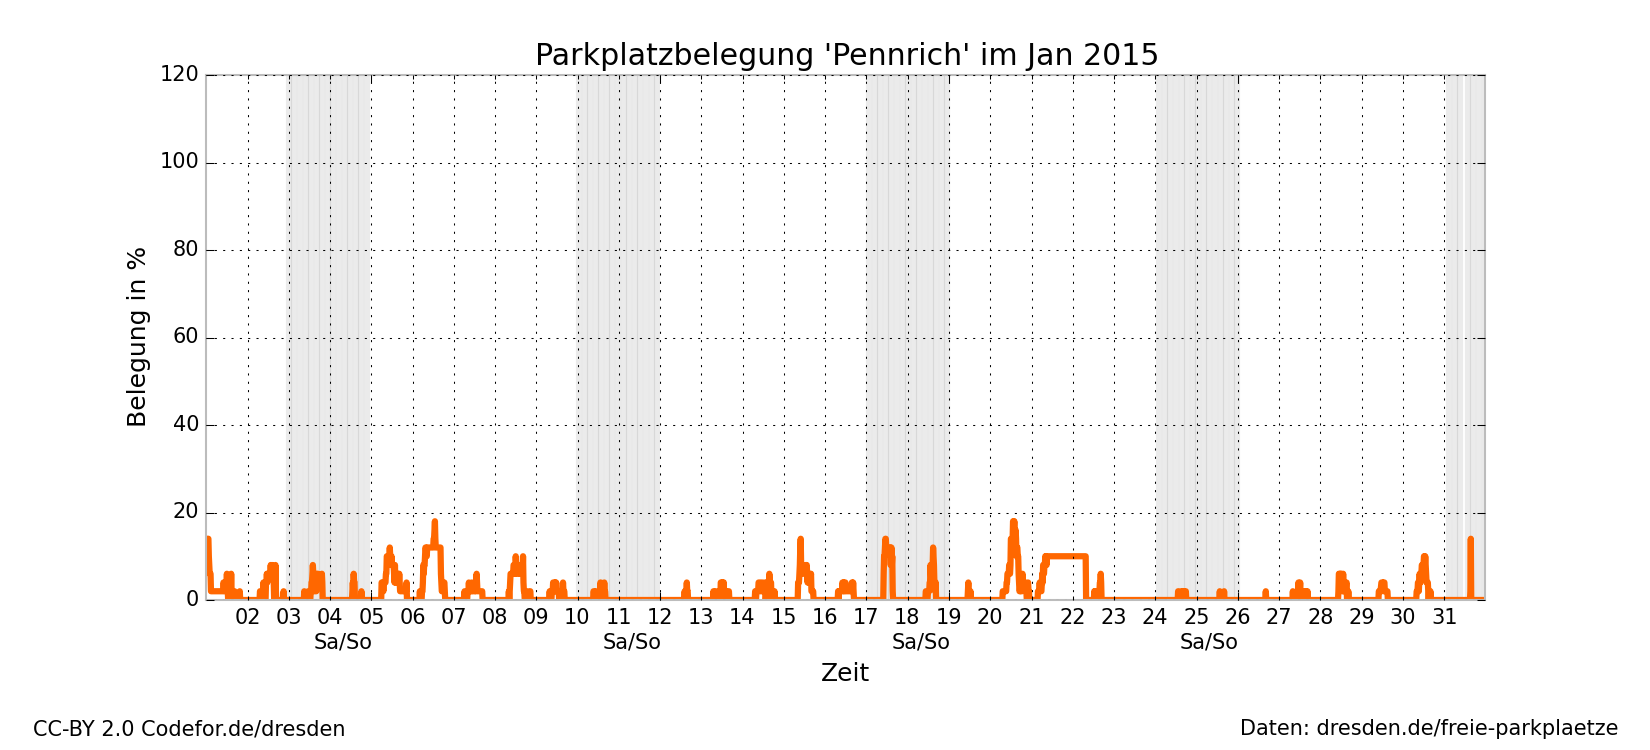 Parkplatzbelegung 'Pennrich' im Jan 2015
120
100
80
60
40
20
0
Belegung in %
02 03 04 05 06 07 08 09 10 11 12 13 14 15 16 17 18 19 20 21 22 23 24 25 26 27 28 29 30 31
Sa/So Sa/So Sa/So Sa/So
Zeit
CC-BY 2.0 Codefor.de/dresden
Daten: dresden.de/freie-parkplaetze